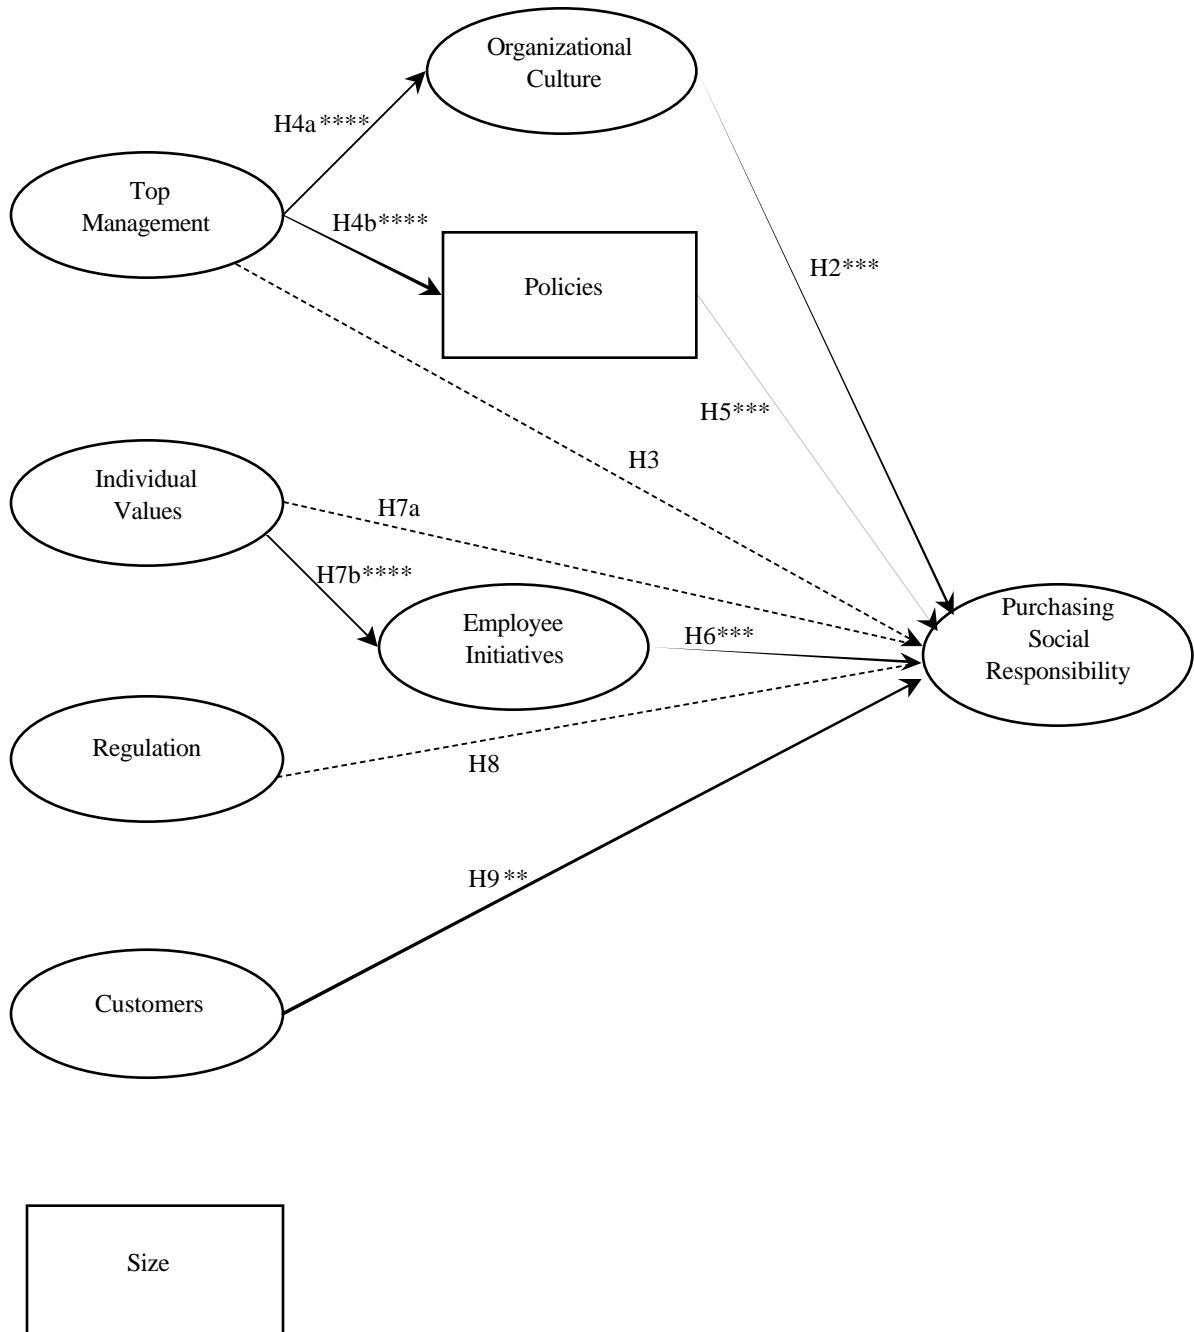 Organizational
Culture
H4a****
Top
Management
H4b****
H2***
Policies
H5***
H3
Individual
Values
H7a
H7b****
Employee
Initiatives
H6***
Purchasing
Social
Responsibility
Regulation
H8
H9**
Customers
Size